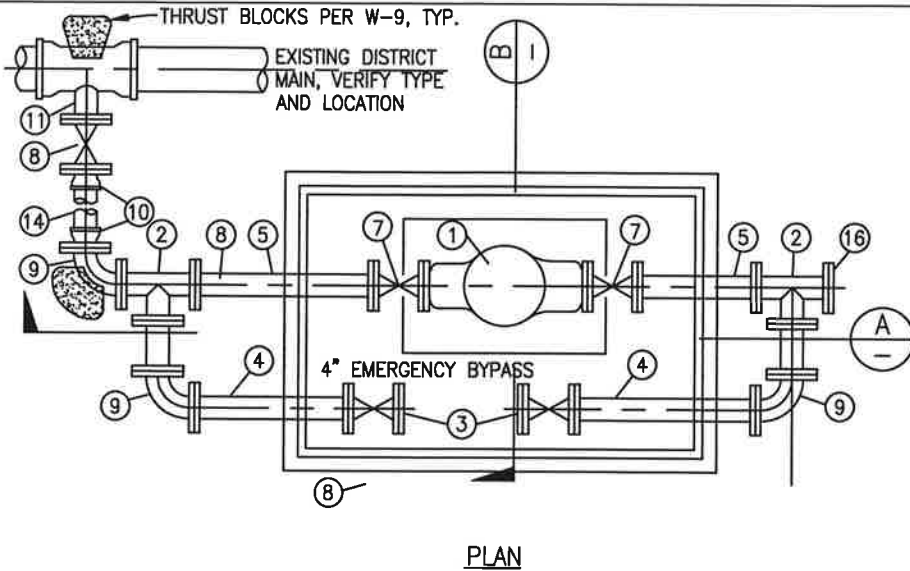 THRUST BLOCKS PER W-9, TYP.
EXISTING DISTRICT
MAIN, VERIFY TYPE
AND LOCATION
B
–
11
8
10
14
2
8
5
7
1
7
5
2
16
9
A
–
4" EMERGENCY BYPASS
4
4
9
3
9
8
PLAN